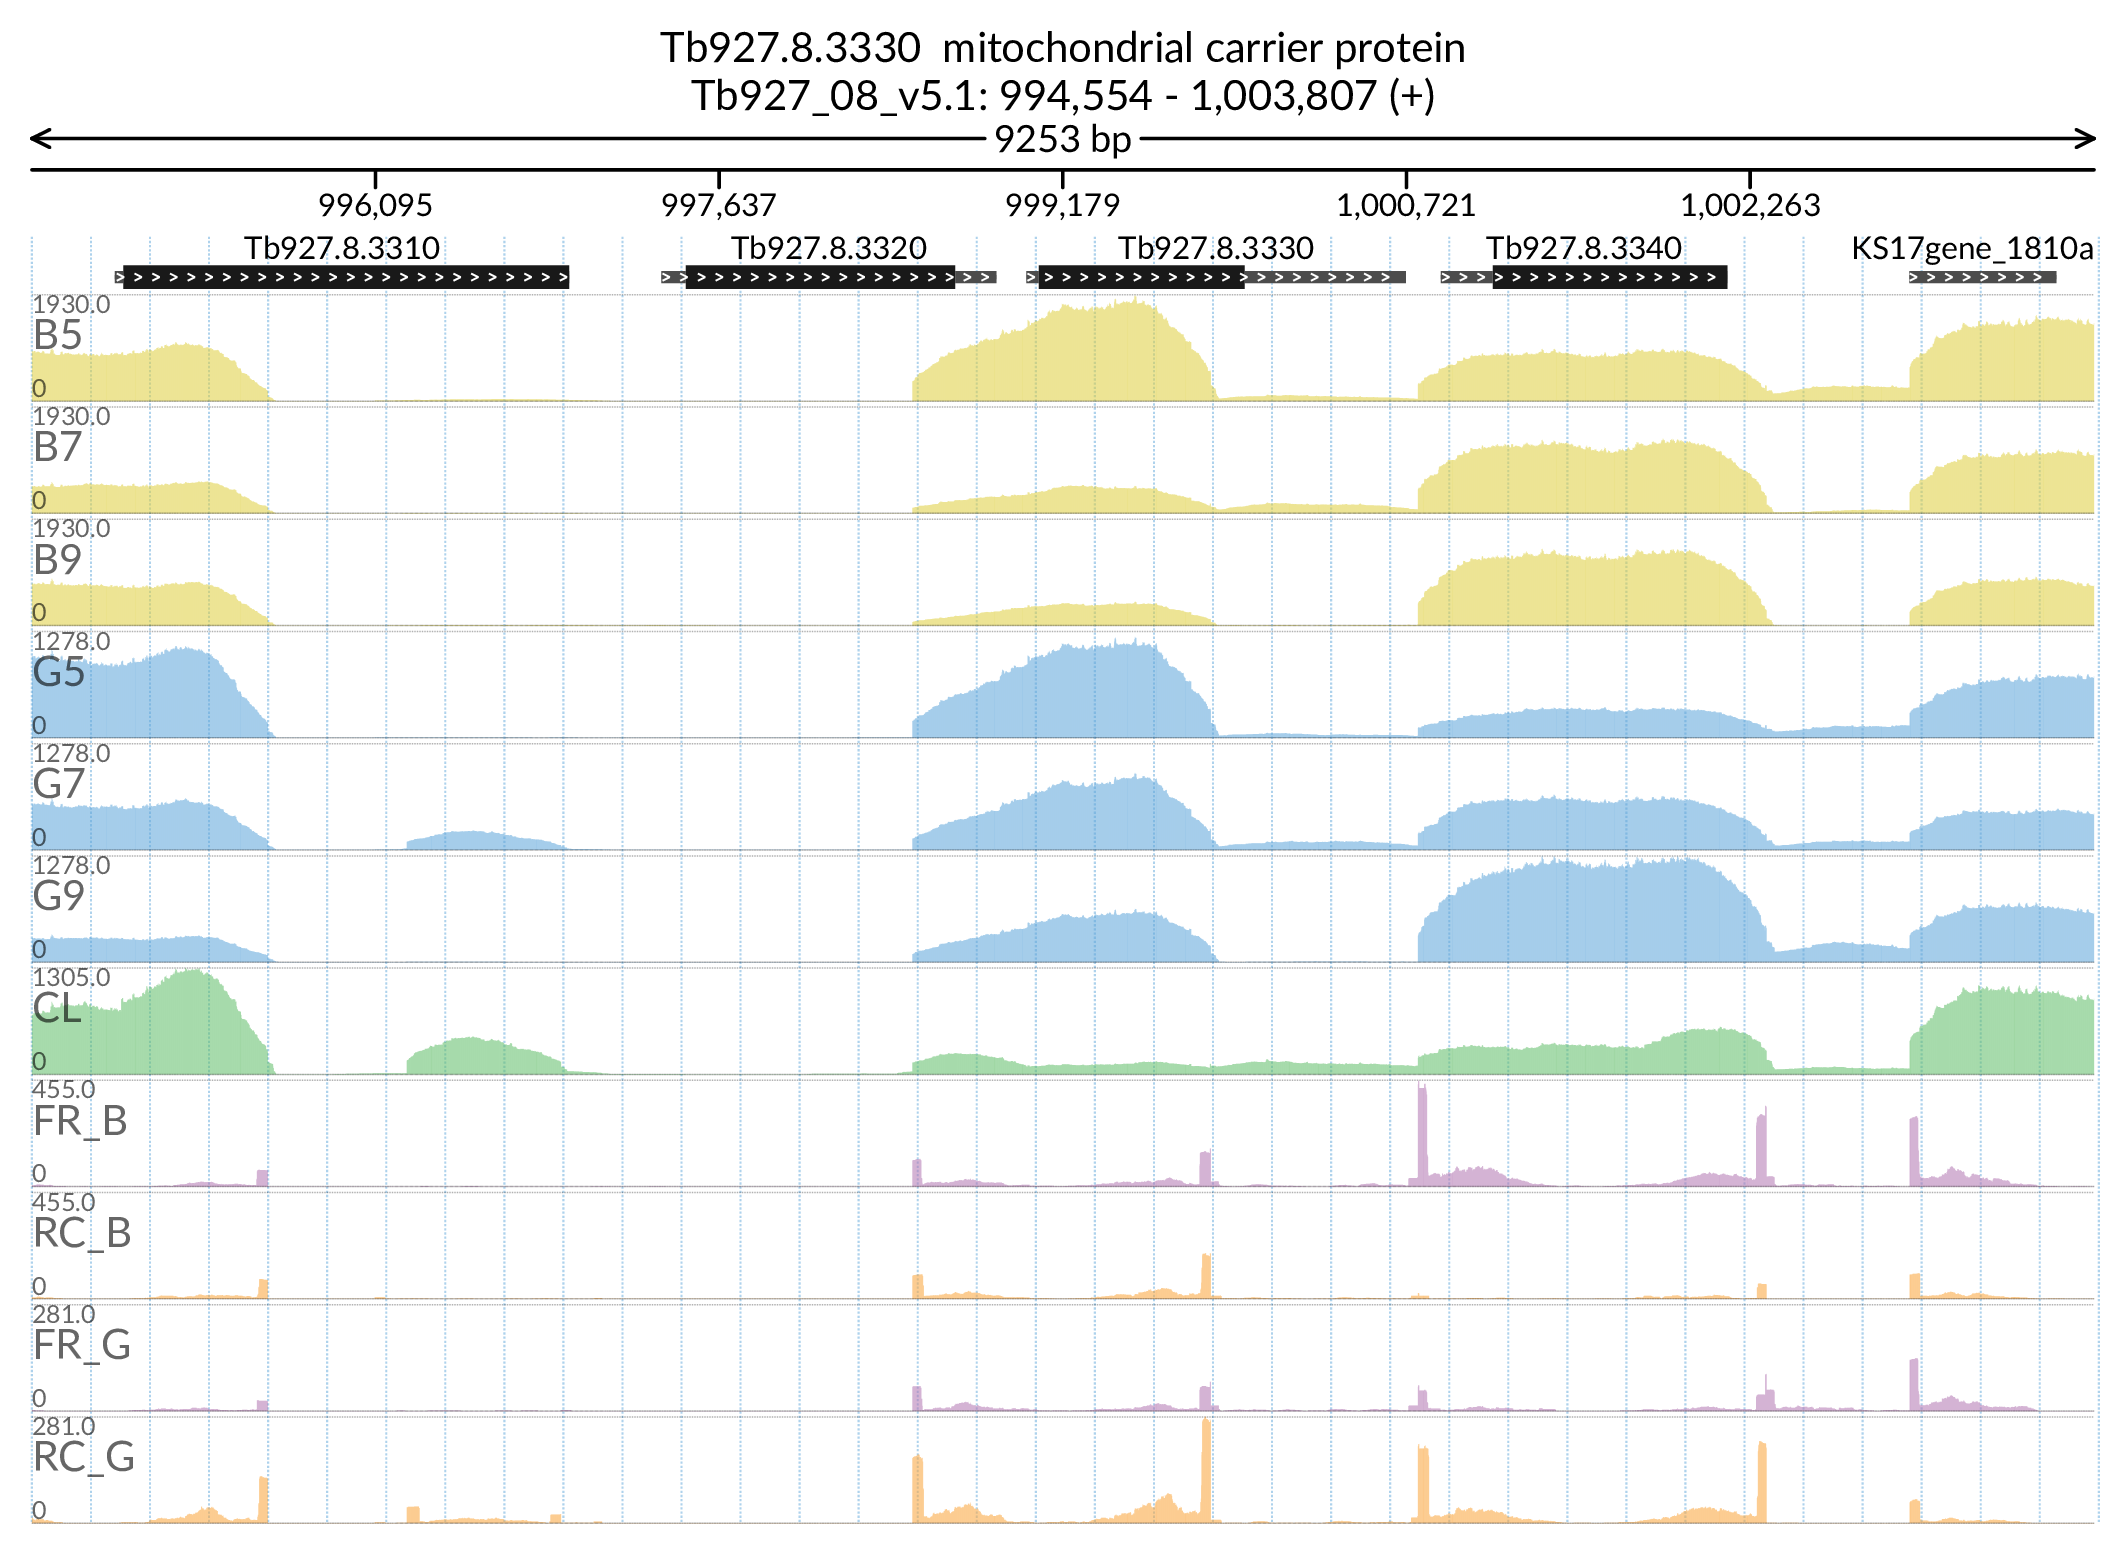 Tb927.8.3330  mitochondrial carrier protein
Tb927_08_v5.1: 994,554 - 1,003,807 (+)
9253 bp
996,095 997,637 999,179 1,000,721 1,002,263
Tb927.8.3310 Tb927.8.3320 Tb927.8.3330 Tb927.8.3340 KS17gene_1810a
1930.0
B5
0
1930.0
B7
0
1930.0
B9
0
1278.0
G5
0
1278.0
G7
0
1278.0
G9
0
1305.0
CL
0
455.0
FR_B
0
455.0
RC_B
0
281.0
FR_G
0
281.0
RC_G
0